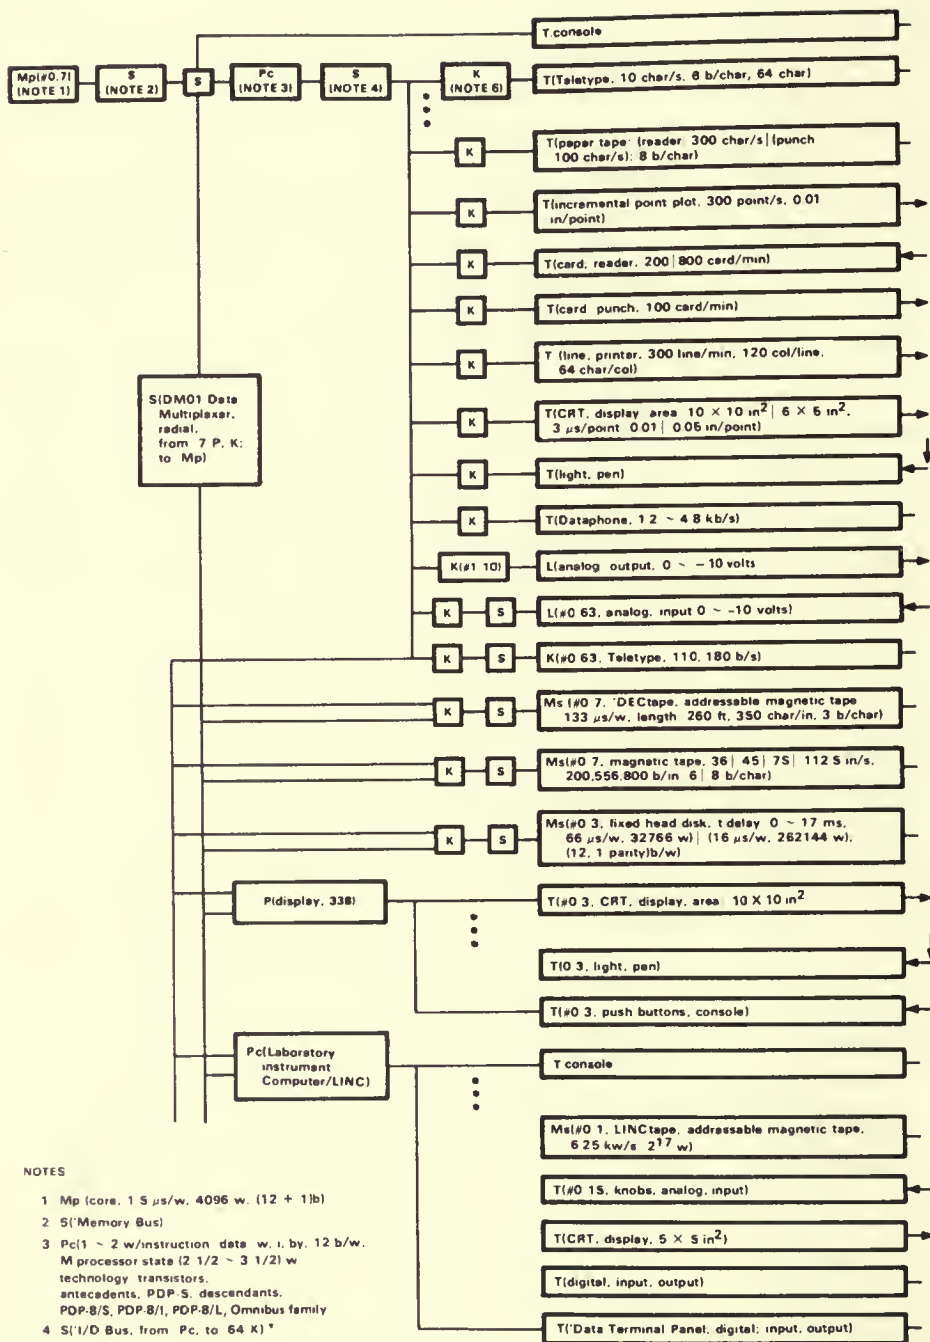 T.console
Mp(#0.7)
(NOTE 1)
S
(NOTE 2)
S
Pc
(NOTE 3)
S
(NOTE 4)
K
(NOTE 6)
T(Teletype, 10 char/s, 8 b/char, 64 char)
K
T(paper tape: (reader 300 char/s|(punch
100 char/s); 8 b/char)
K
T(incremental point plot, 300 point/s, 0 01
in/point)
K
T(card, reader, 200|800 card/min)
K
T(card punch, 100 card/min)
K
T (line, printer, 300 line/min, 120 col/line,
64 char/col)
S(DM01 Data
Multiplexar,
radial,
from 7 P, K;
to Mp)
K
T(CRT, display area 10 × 10 in²| 6 × 5 in²,
3 μs/point 0.01| 0.05 in/point)
K
T(light, pen)
K
T(Dataphone, 1 2 ~ 4 8 kb/s)
K(#1 10)
L(analog output, 0 ~ – 10 volts
K
S
L(#0 63, analog, input 0 ~ –10 volts)
K
S
K(#0 63, Teletype, 110, 180 b/s)
K
S
Ms (#0 7, 'DECtape, addressable magnetic tape
133 μs/w, length 260 ft, 350 char/in, 3 b/char)
K
S
Ms(#0 7, magnetic tape, 36| 45| 7S| 112 S in/s,
200,556,800 b/in 6| 8 b/char)
K
S
Ms(#0 3, fixed head disk, t delay 0 ~ 17 ms,
66 μs/w, 32766 w)| (16 μs/w, 262144 w),
(12, 1 parity)b/w)
P(display, 338)
T(#0 3, CRT, display, area 10 X 10 in²
T(0 3, light, pen)
T(#0 3, push buttons, console)
Pc(Laboratory
instrument
Computer/LINC)
T console
Ms(#0 1, LINCtape, addressable magnetic tape,
6 25 kw/s 2¹⁷ w)
T(#0 1S, knobs, analog, input)
T(CRT, display, 5 × 5 in²)
T(digital, input, output)
T('Data Terminal Panel, digital; input, output)
NOTES
1 Mp (core, 1 S μs/w, 4096 w, (12 + 1)b)
2 S('Memory Bus)
3 Pc(1 ~ 2 w/instruction data w, i, by, 12 b/w,
M processor state (2 1/2 ~ 3 1/2) w
technology transistors,
antecedents, PDP-S, descendants,
PDP-8/S, PDP-8/I, PDP-8/L, Omnibus family
4 S('I/D Bus, from Pc, to 64 K) *